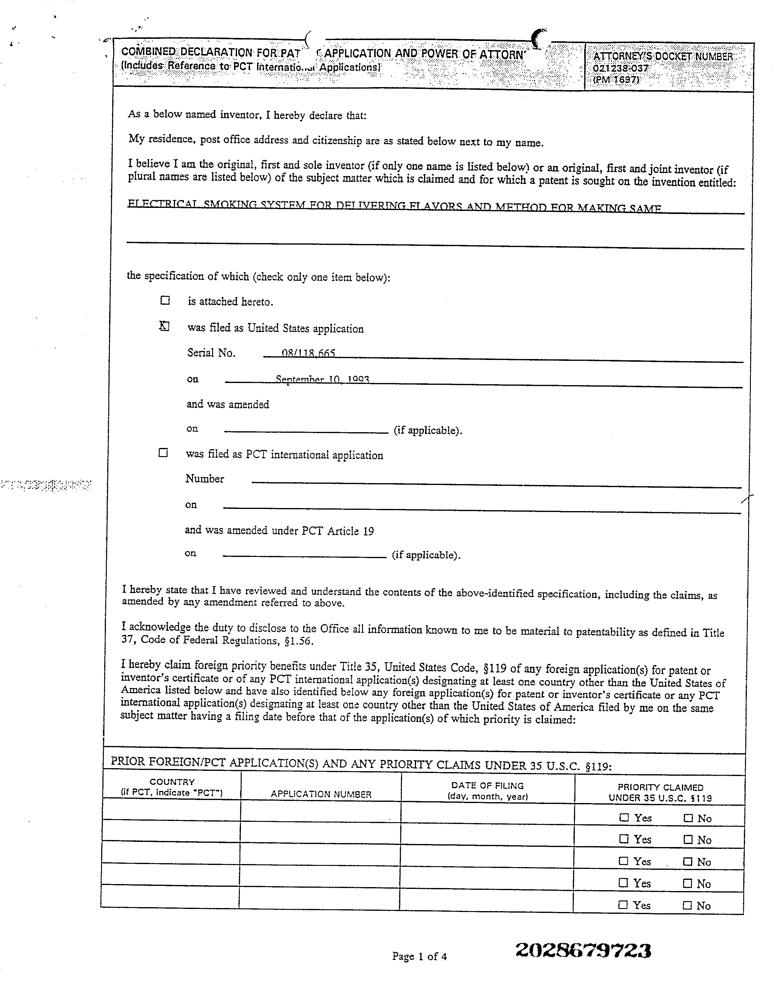 COMBINED DECLARATION FOR PAT APPLICATION AND POWER OF ATTORN
(Includes Reference to PCT Internatio..al Applications)
ATTORNEY'S DOCKET NUMBER
021238-037
(PM 1697)
As a below named inventor, I hereby declare that:
My residence, post office address and citizenship are as stated below next to my name.
I believe I am the original, first and sole inventor (if only one name is listed below) or an original, first and joint inventor (if
plural names are listed below) of the subject matter which is claimed and for which a patent is sought on the invention entitled:
ELECTRICAL SMOKING SYSTEM FOR DELIVERING FLAVORS AND METHOD FOR MAKING SAME
the specification of which (check only one item below):
☐ is attached hereto.
☒ was filed as United States application
Serial No. 08/118,665
on September 10, 1993
and was amended
on (if applicable).
☐ was filed as PCT international application
Number
on
and was amended under PCT Article 19
on (if applicable).
I hereby state that I have reviewed and understand the contents of the above-identified specification, including the claims, as
amended by any amendment referred to above.
I acknowledge the duty to disclose to the Office all information known to me to be material to patentability as defined in Title
37, Code of Federal Regulations, §1.56.
I hereby claim foreign priority benefits under Title 35, United States Code, §119 of any foreign application(s) for patent or
inventor's certificate or of any PCT international application(s) designating at least one country other than the United States of
America listed below and have also identified below any foreign application(s) for patent or inventor's certificate or any PCT
international application(s) designating at least one country other than the United States of America filed by me on the same
subject matter having a filing date before that of the application(s) of which priority is claimed:
PRIOR FOREIGN/PCT APPLICATION(S) AND ANY PRIORITY CLAIMS UNDER 35 U.S.C. §119:
COUNTRY
(if PCT, indicate "PCT")
APPLICATION NUMBER
DATE OF FILING
(day, month, year)
PRIORITY CLAIMED
UNDER 35 U.S.C. §119
☐ Yes ☐ No
☐ Yes ☐ No
☐ Yes ☐ No
☐ Yes ☐ No
☐ Yes ☐ No
Page 1 of 4
2028679723